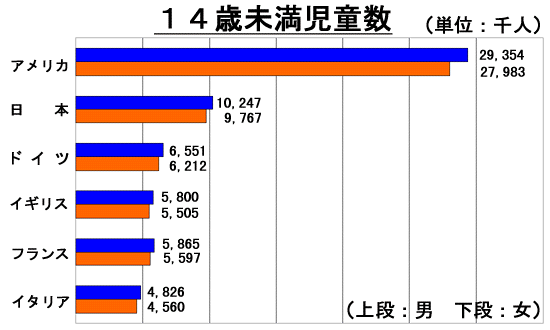 １４歳未満児童数 （単位：千人）
アメリカ 29,354
27,983
日 本 10,247
9,767
ドイツ 6,551
6,212
イギリス 5,800
5,505
フランス 5,865
5,597
イタリア 4,826
4,560
（上段：男 下段：女）